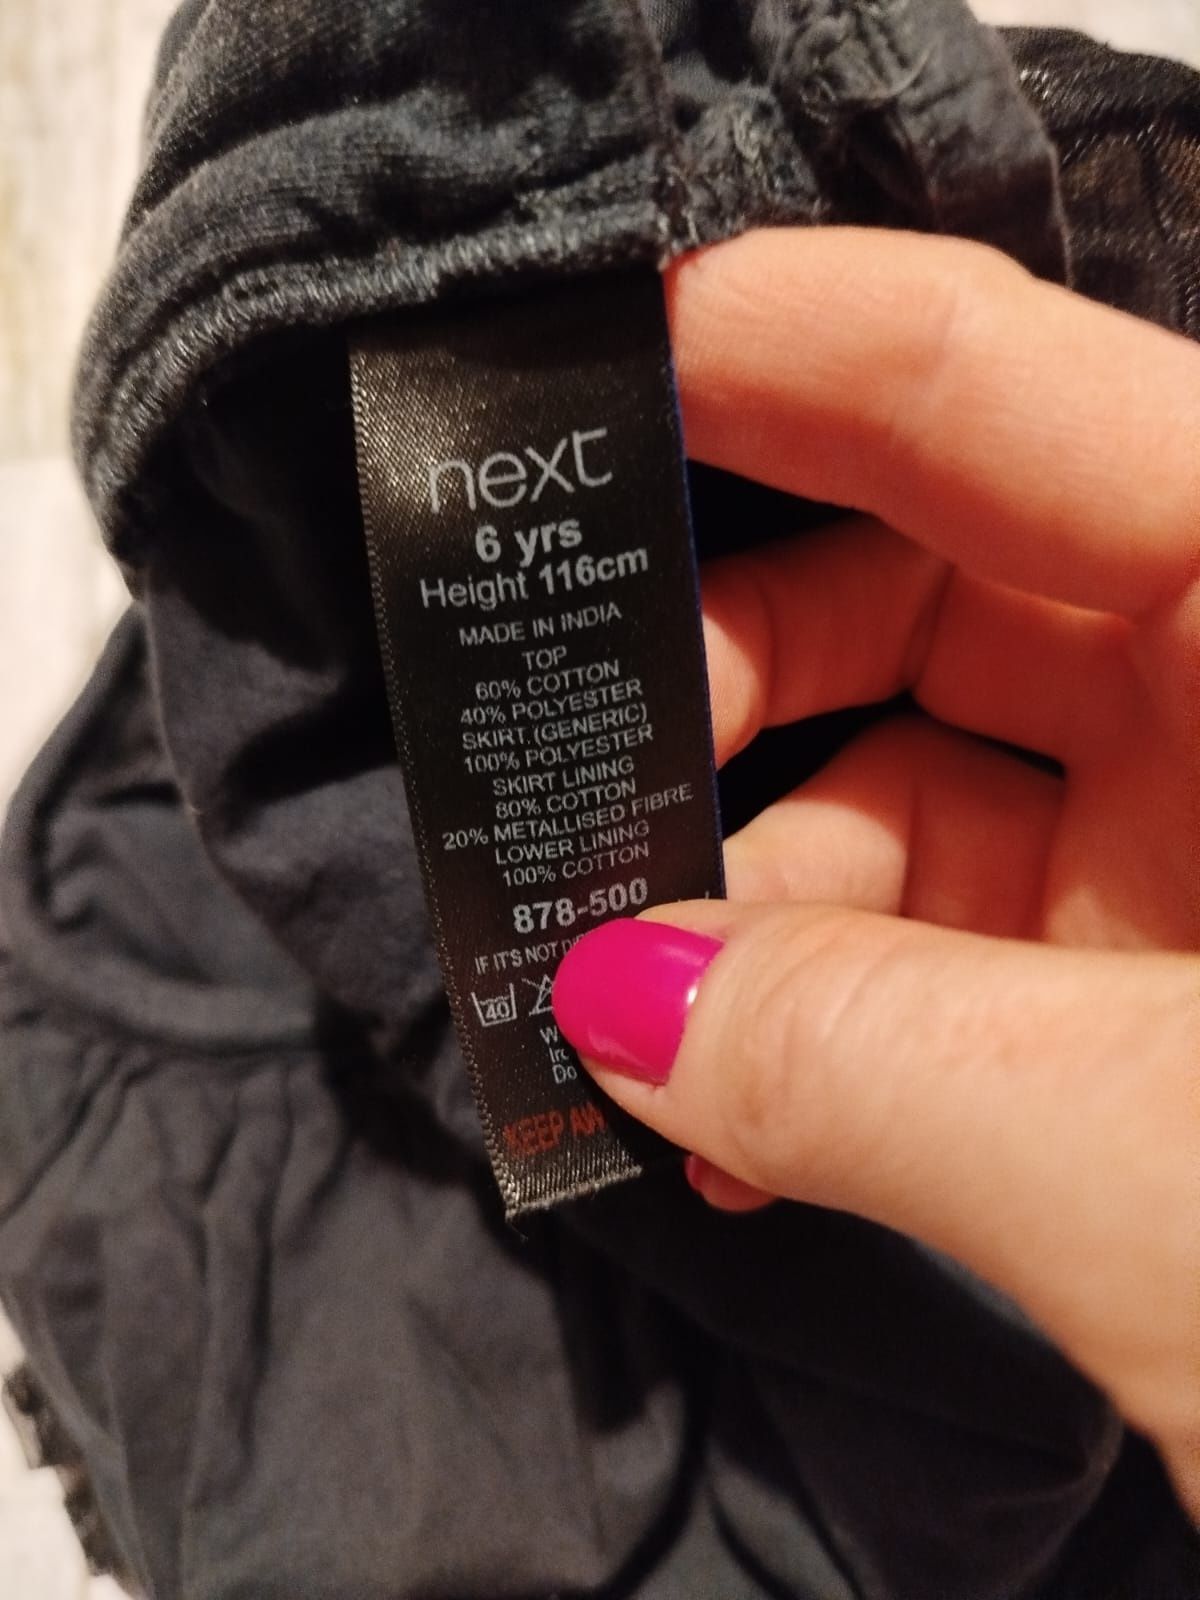 next
6 yrs
Height 116cm
MADE IN INDIA
TOP
60% COTTON
40% POLYESTER
SKIRT (GENERIC)
100% POLYESTER
SKIRT LINING
80% COTTON
20% METALLISED FIBRE
LOWER LINING
100% COTTON
878-500
IF IT'S NOT
40
KEEP